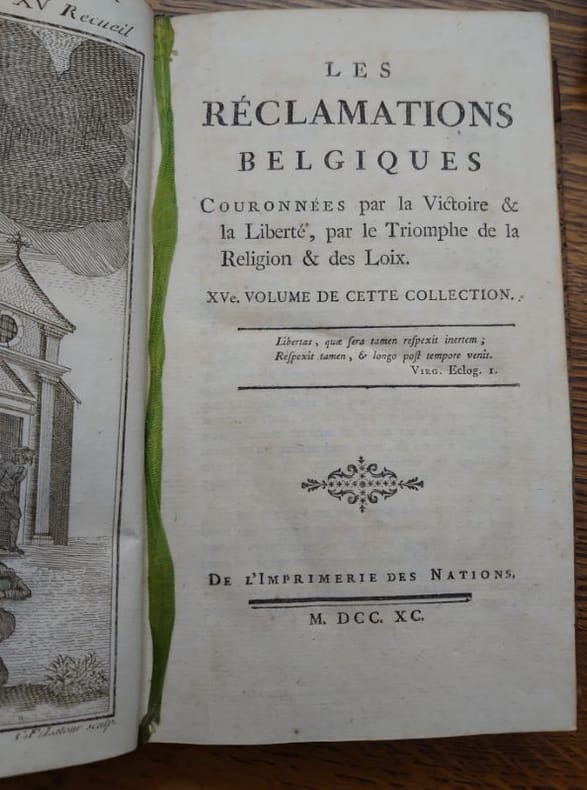 XV Recueil
LES
RÉCLAMATIONS
BELGIQUES
COURONNÉES par la Victoire &
la Liberté, par le Triomphe de la
Religion & des Loix.
XVe. VOLUME DE CETTE COLLECTION.
Libertas, quæ ſera tamen reſpexit inertem ;
Reſpexit tamen, & longo poſt tempore venit.
VIRG. Eclog. 1.
DE L'IMPRIMERIE DES NATIONS.
M. DCC. XC.
sculp.